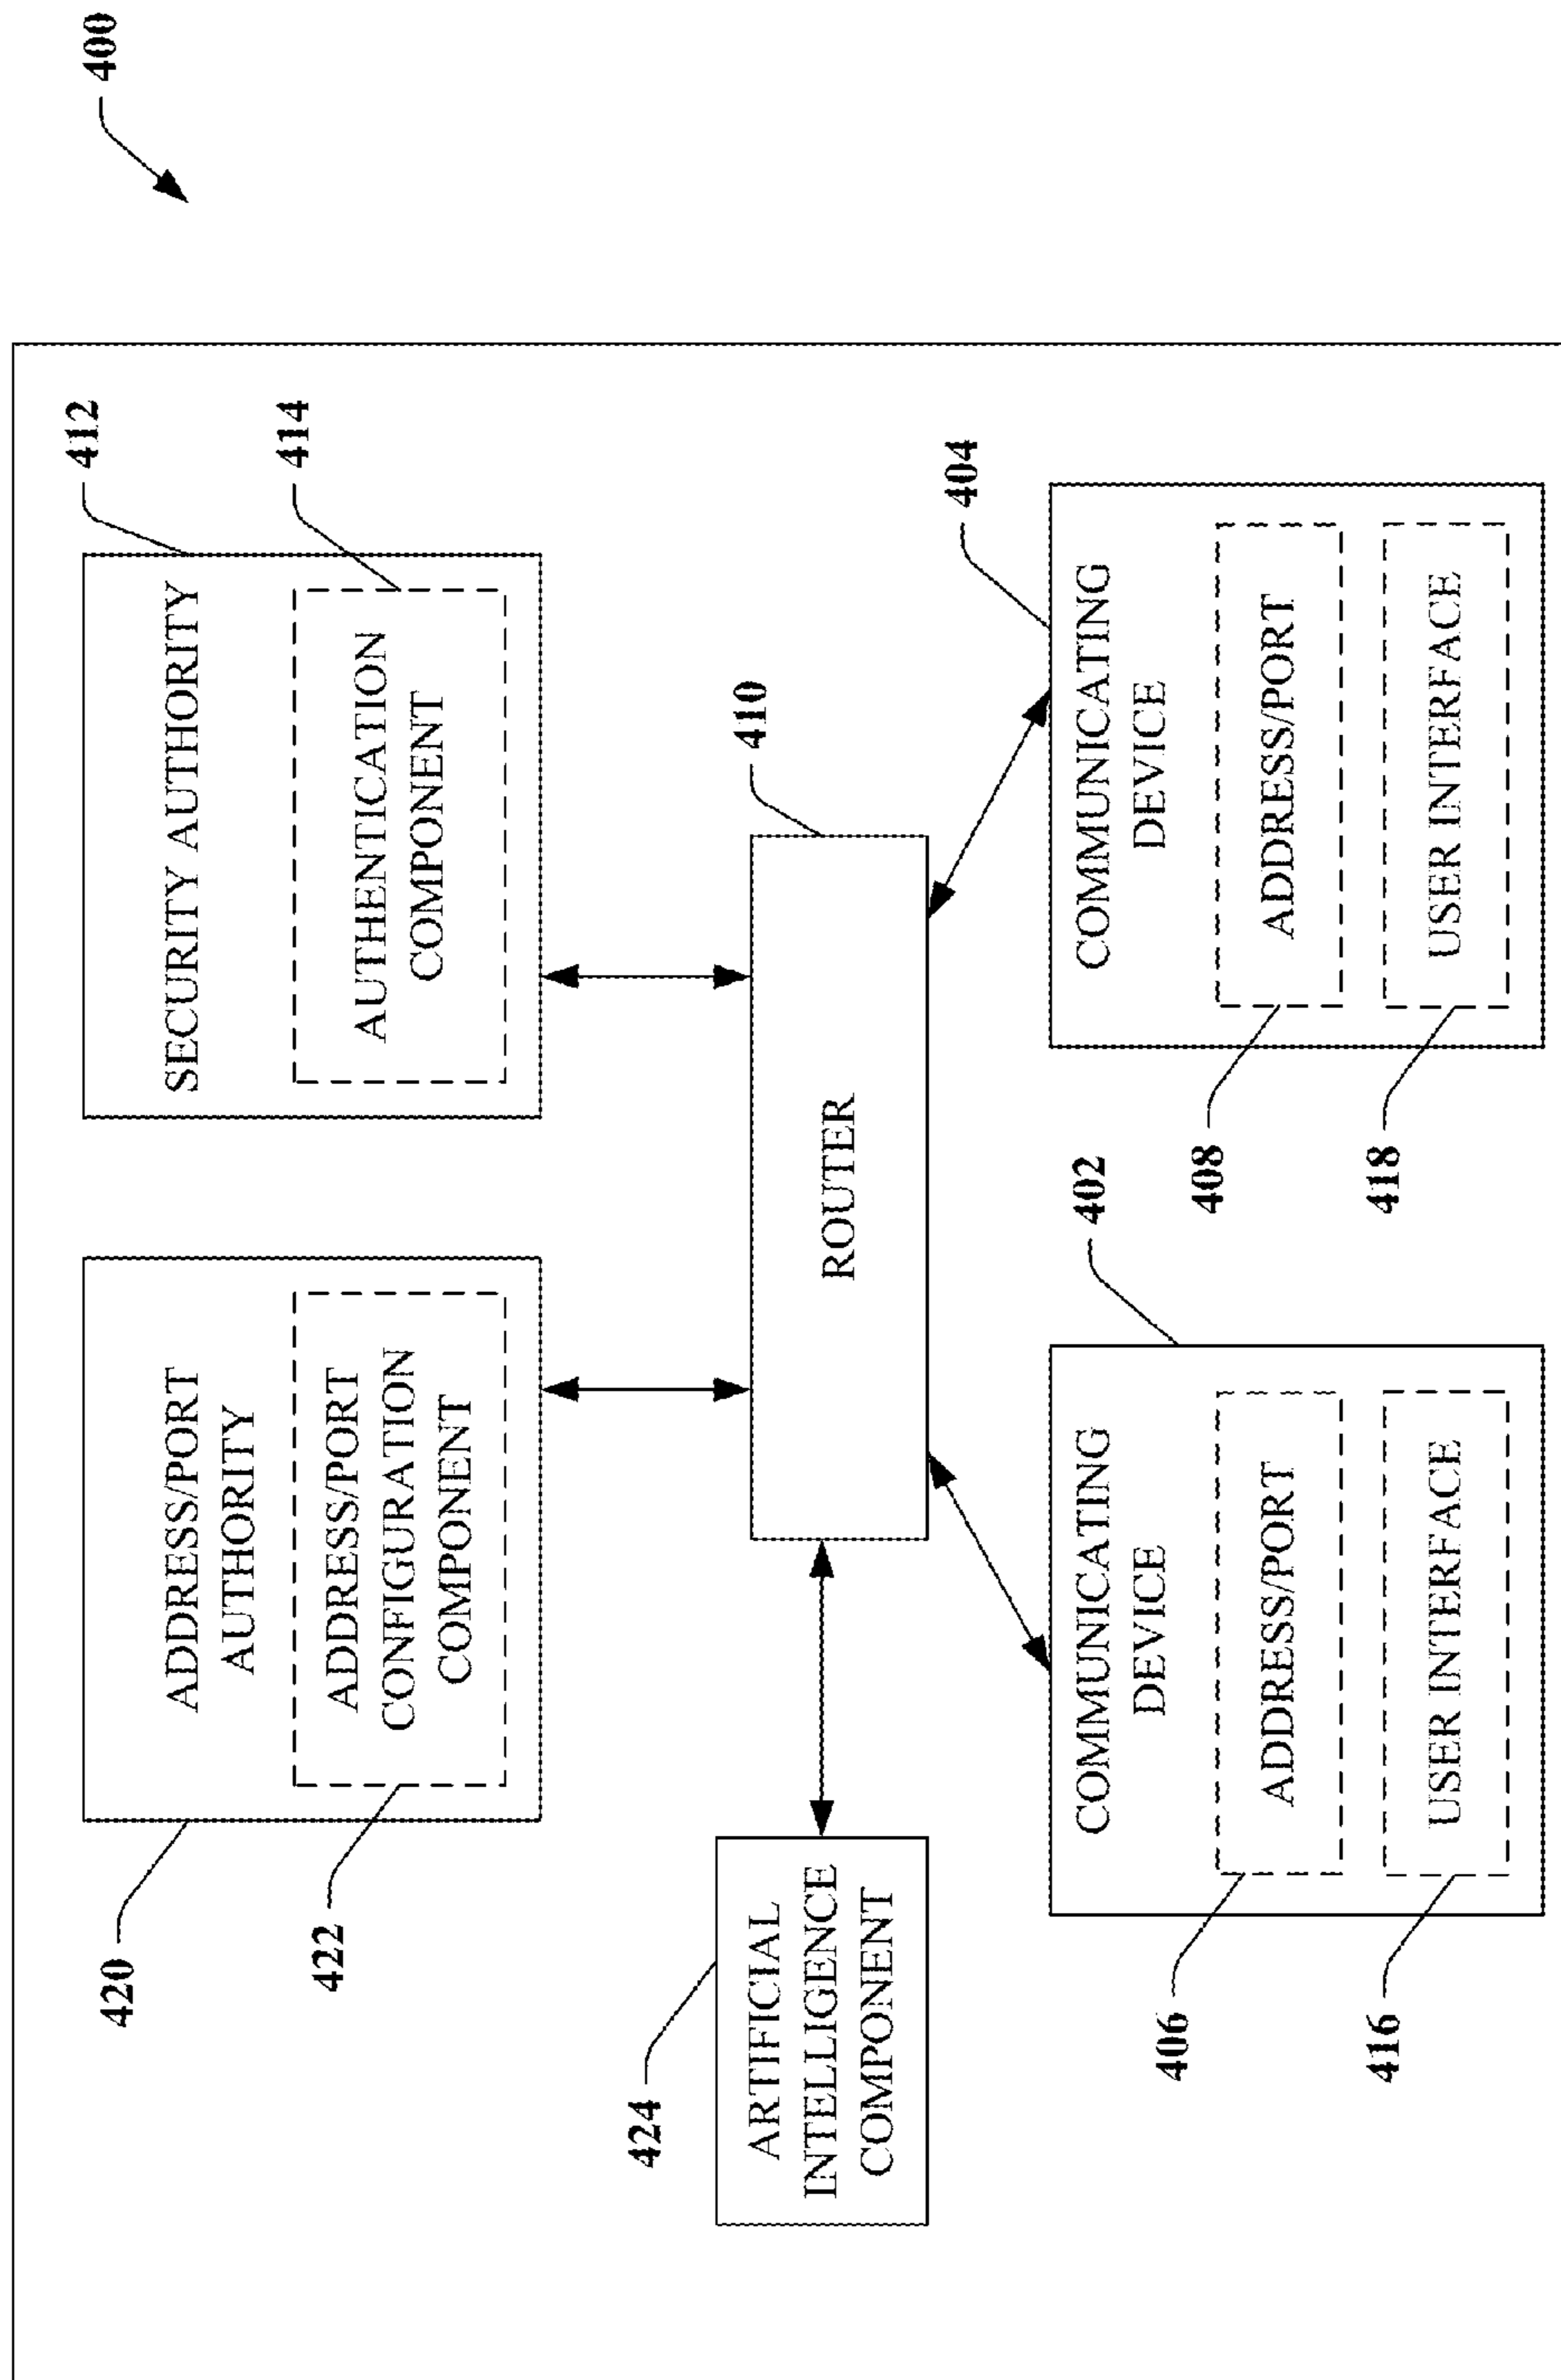 400
420
ADDRESS/PORT
AUTHORITY
422
ADDRESS/PORT
CONFIGURATION
COMPONENT
412
SECURITY AUTHORITY
414
AUTHENTICATION
COMPONENT
424
ARTIFICIAL
INTELLIGENCE
COMPONENT
410
ROUTER
402
COMMUNICATING
DEVICE
406
ADDRESS/PORT
416
USER INTERFACE
404
COMMUNICATING
DEVICE
408
ADDRESS/PORT
418
USER INTERFACE